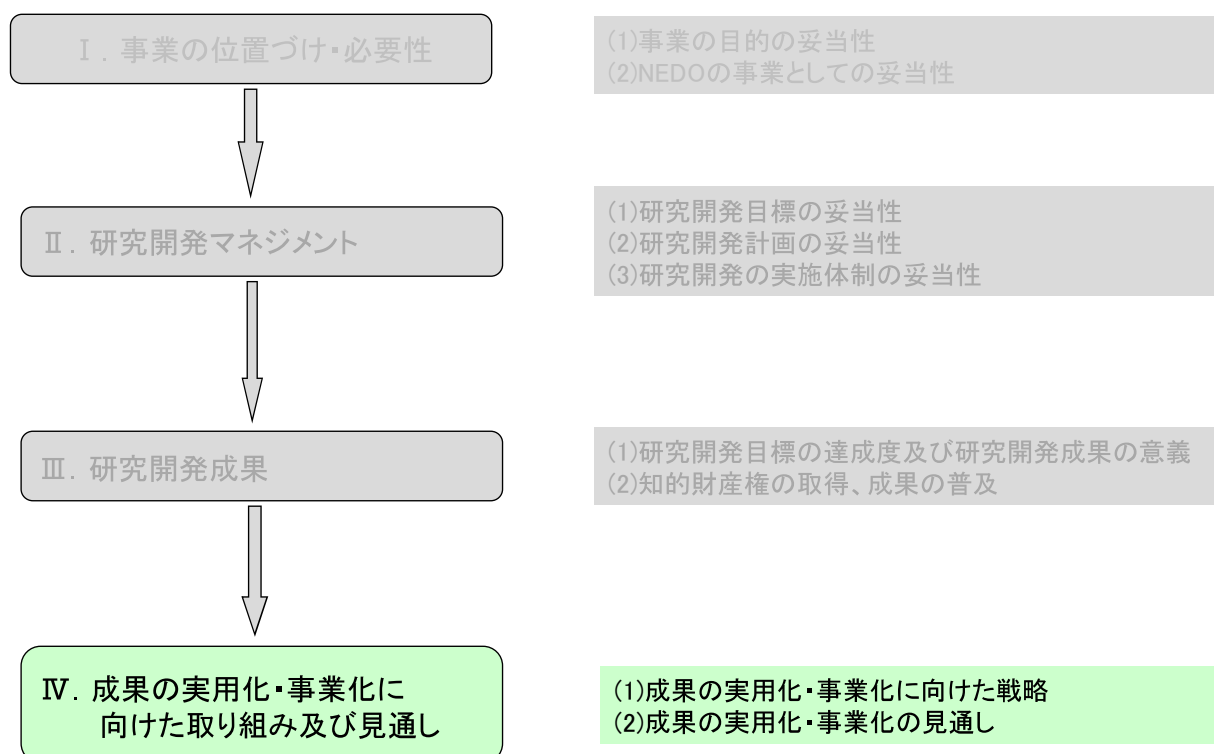 Ⅰ. 事業の位置づけ・必要性
(1)事業の目的の妥当性
(2)NEDOの事業としての妥当性
Ⅱ. 研究開発マネジメント
(1)研究開発目標の妥当性
(2)研究開発計画の妥当性
(3)研究開発の実施体制の妥当性
Ⅲ. 研究開発成果
(1)研究開発目標の達成度及び研究開発成果の意義
(2)知的財産権の取得、成果の普及
Ⅳ. 成果の実用化・事業化に
向けた取り組み及び見通し
(1)成果の実用化・事業化に向けた戦略
(2)成果の実用化・事業化の見通し